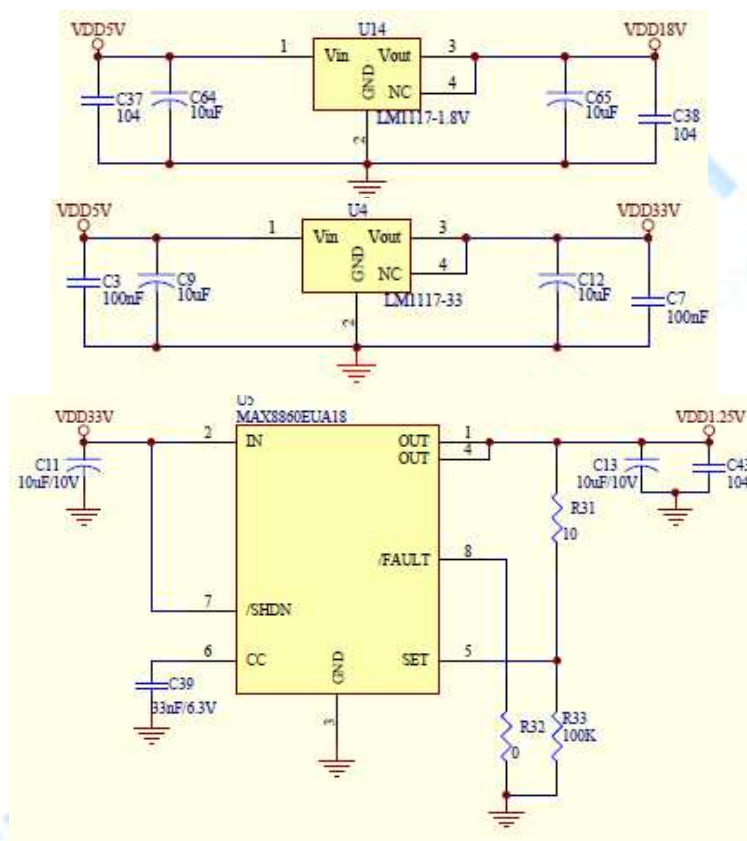 U14
VDD5V
VDD18V
1
Vin
Vout
3
GND
NC
4
C37
104
C64
10uF
C65
10uF
C38
104
LM1117-1.8V
2
U4
VDD5V
VDD33V
1
Vin
Vout
3
GND
NC
4
C3
100nF
C9
10uF
C12
10uF
C7
100nF
LM1117-33
2
U5
MAX8860EUA18
VDD33V
VDD1.25V
2
IN
OUT
1
OUT
4
C11
10uF/10V
C13
10uF/10V
C43
104
R31
10
/FAULT
8
7
/SHDN
6
CC
GND
SET
5
C39
33nF/6.3V
3
R32
0
R33
100K